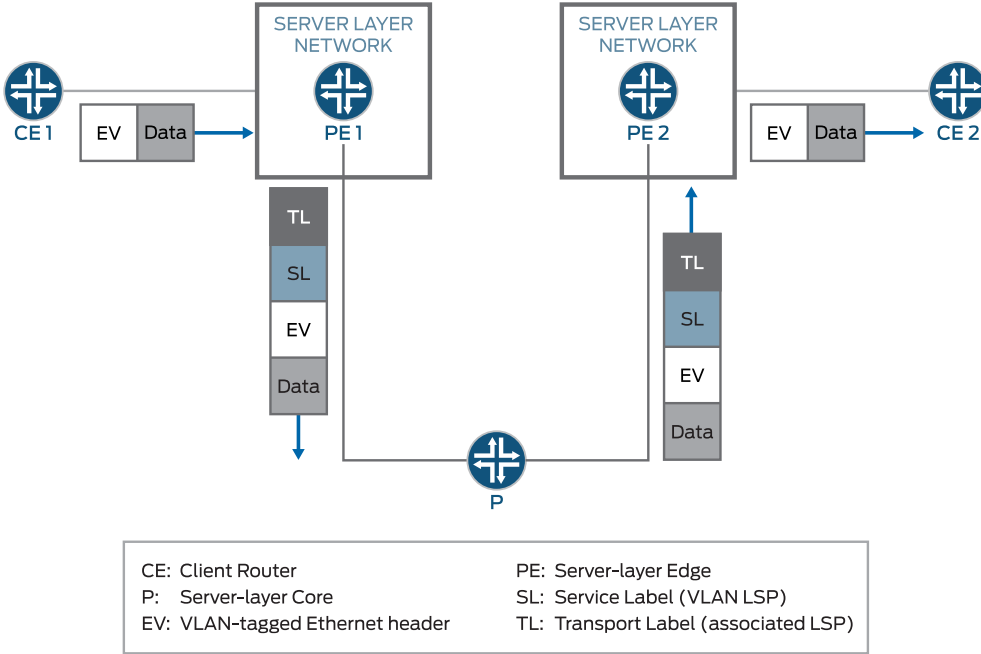 SERVER LAYER
NETWORK
SERVER LAYER
NETWORK
CE 1
EV
Data
PE 1
PE 2
EV
Data
CE 2
TL
SL
EV
Data
TL
SL
EV
Data
P
CE: Client Router
P: Server-layer Core
EV: VLAN-tagged Ethernet header
PE: Server-layer Edge
SL: Service Label (VLAN LSP)
TL: Transport Label (associated LSP)